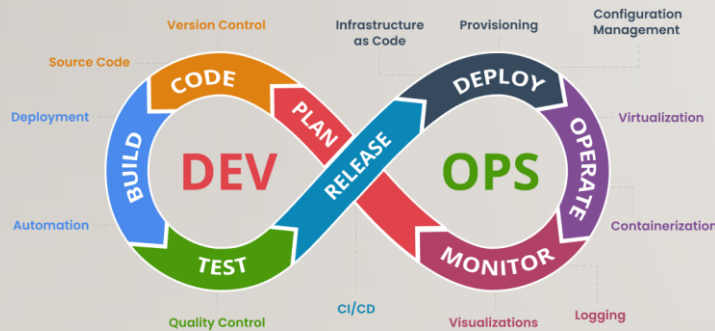 Version Control
Source Code
Deployment
Automation
Quality Control
CI/CD
Infrastructure
as Code
Provisioning
Configuration
Management
Virtualization
Containerization
Logging
Visualizations
PLAN
CODE
BUILD
TEST
RELEASE
DEPLOY
OPERATE
MONITOR
DEV
OPS